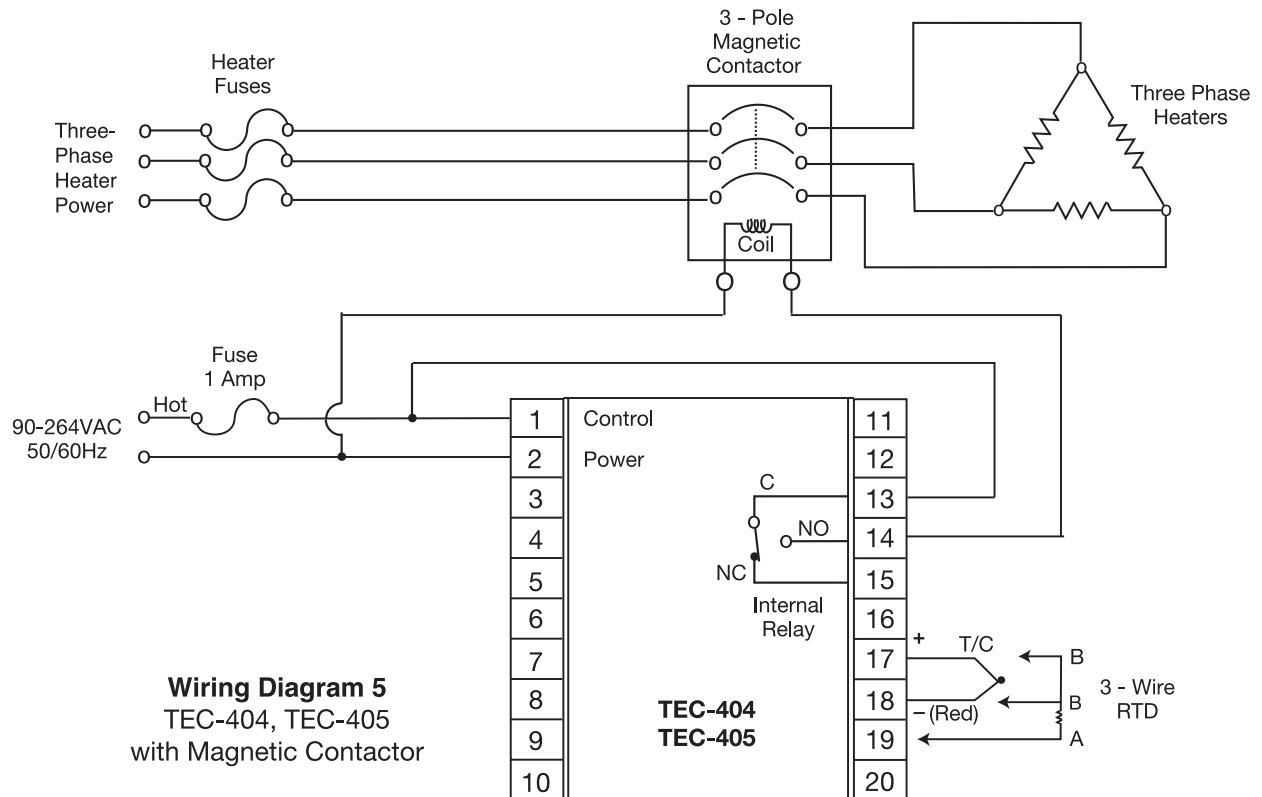 3 - Pole
Magnetic
Contactor
Heater
Fuses
Three-
Phase
Heater
Power
Three Phase
Heaters
Coil
Fuse
1 Amp
Hot
90-264VAC
50/60Hz
1
2
3
4
5
6
7
8
9
10
Control
Power
C
NO
NC
Internal
Relay
TEC-404
TEC-405
11
12
13
14
15
16
17
18
19
20
+
T/C
– (Red)
B
B
A
3 - Wire
RTD
Wiring Diagram 5
TEC-404, TEC-405
with Magnetic Contactor